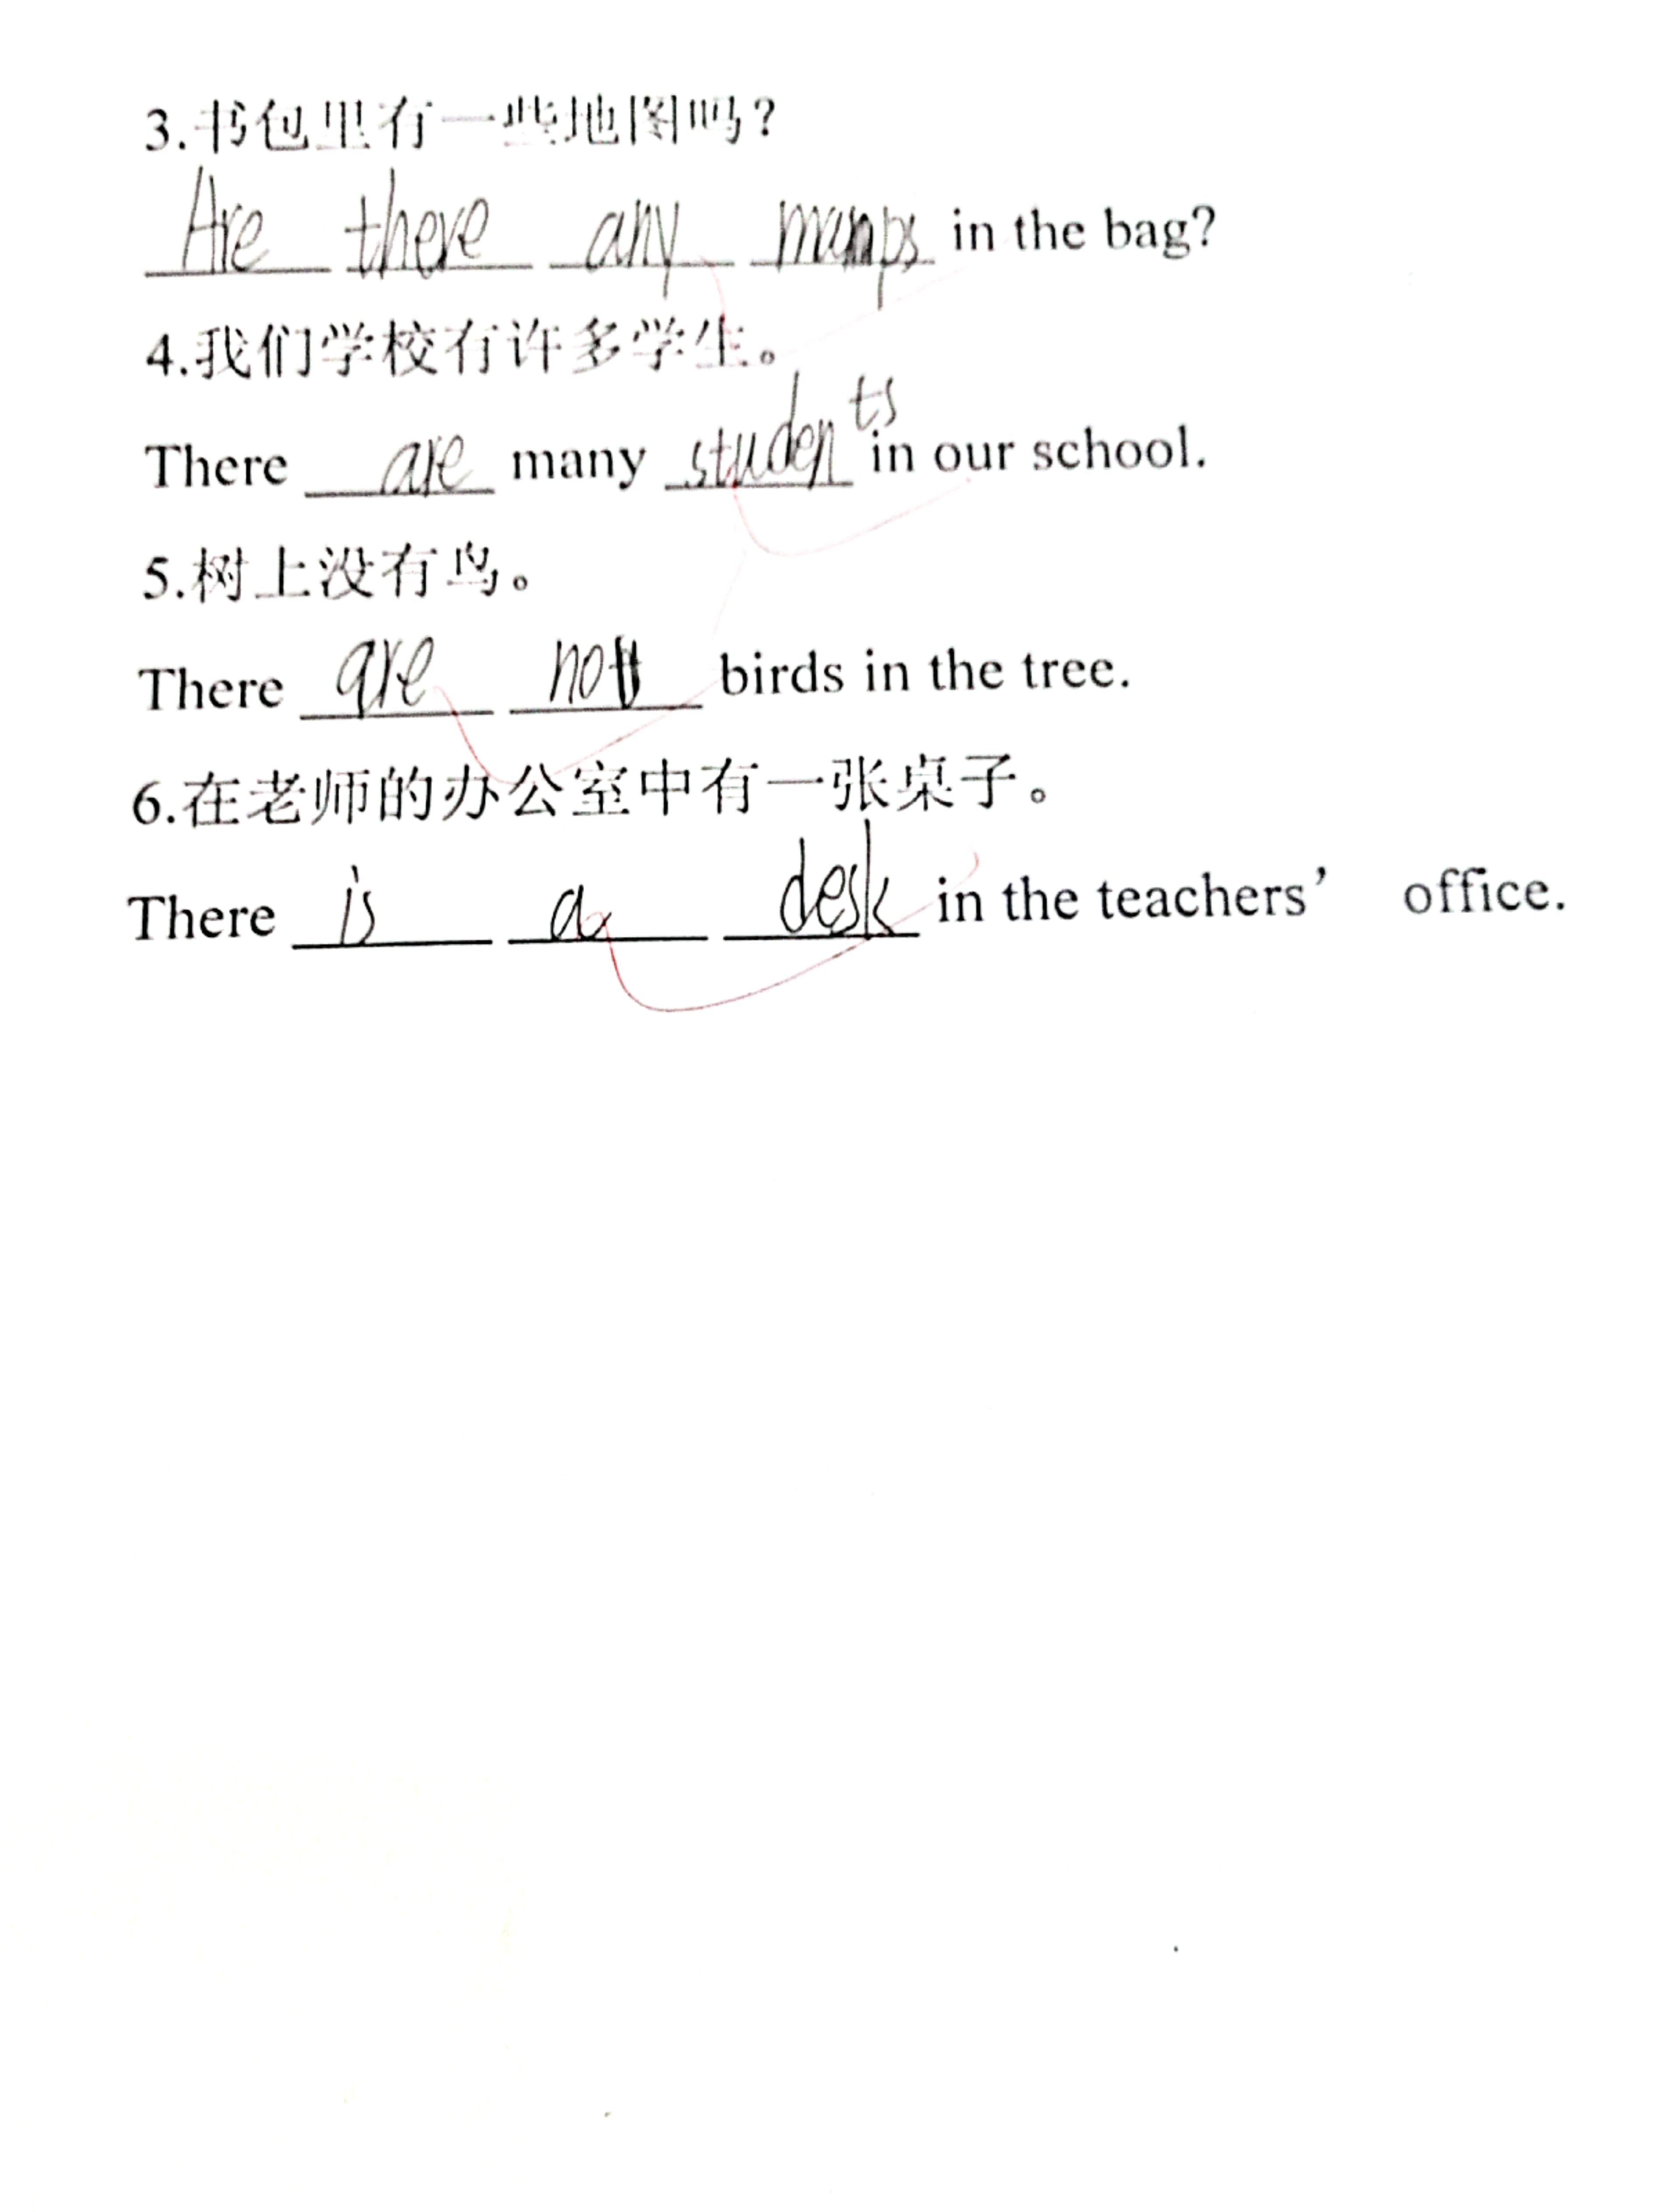 3.书包里有一些地图吗?
Are there any maps in the bag?
4.我们学校有许多学生。
There are many students in our school.
5.树上没有鸟。
There are no birds in the tree.
6.在老师的办公室中有一张桌子。
There is a desk in the teachers' office.